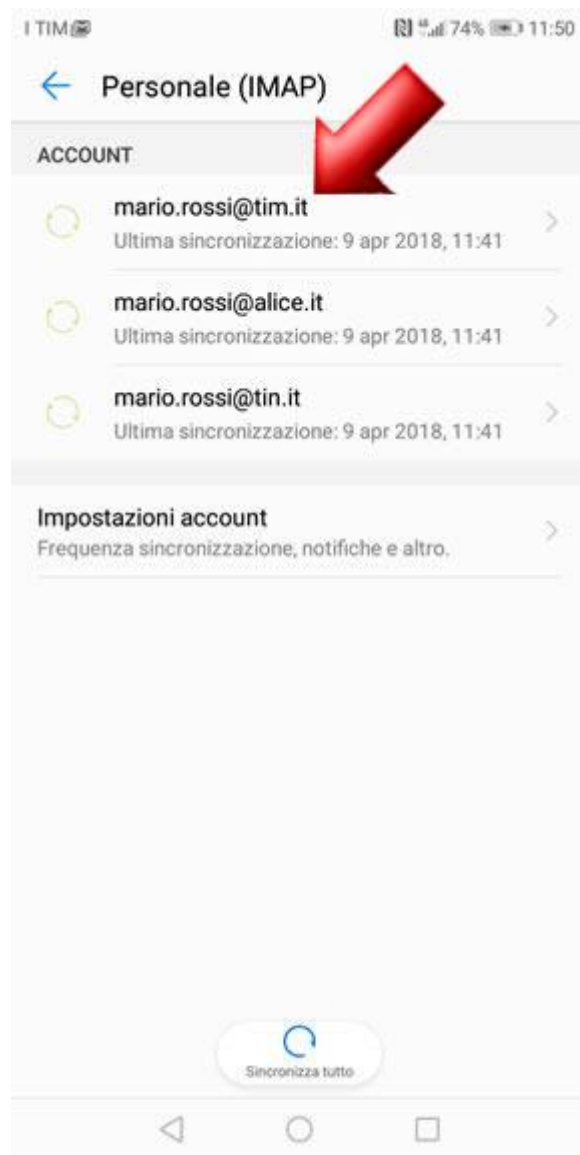 I TIM 74% 11:50
Personale (IMAP)
ACCOUNT
mario.rossi@tim.it
Ultima sincronizzazione: 9 apr 2018, 11:41
mario.rossi@alice.it
Ultima sincronizzazione: 9 apr 2018, 11:41
mario.rossi@tin.it
Ultima sincronizzazione: 9 apr 2018, 11:41
Impostazioni account
Frequenza sincronizzazione, notifiche e altro.
Sincronizza tutto